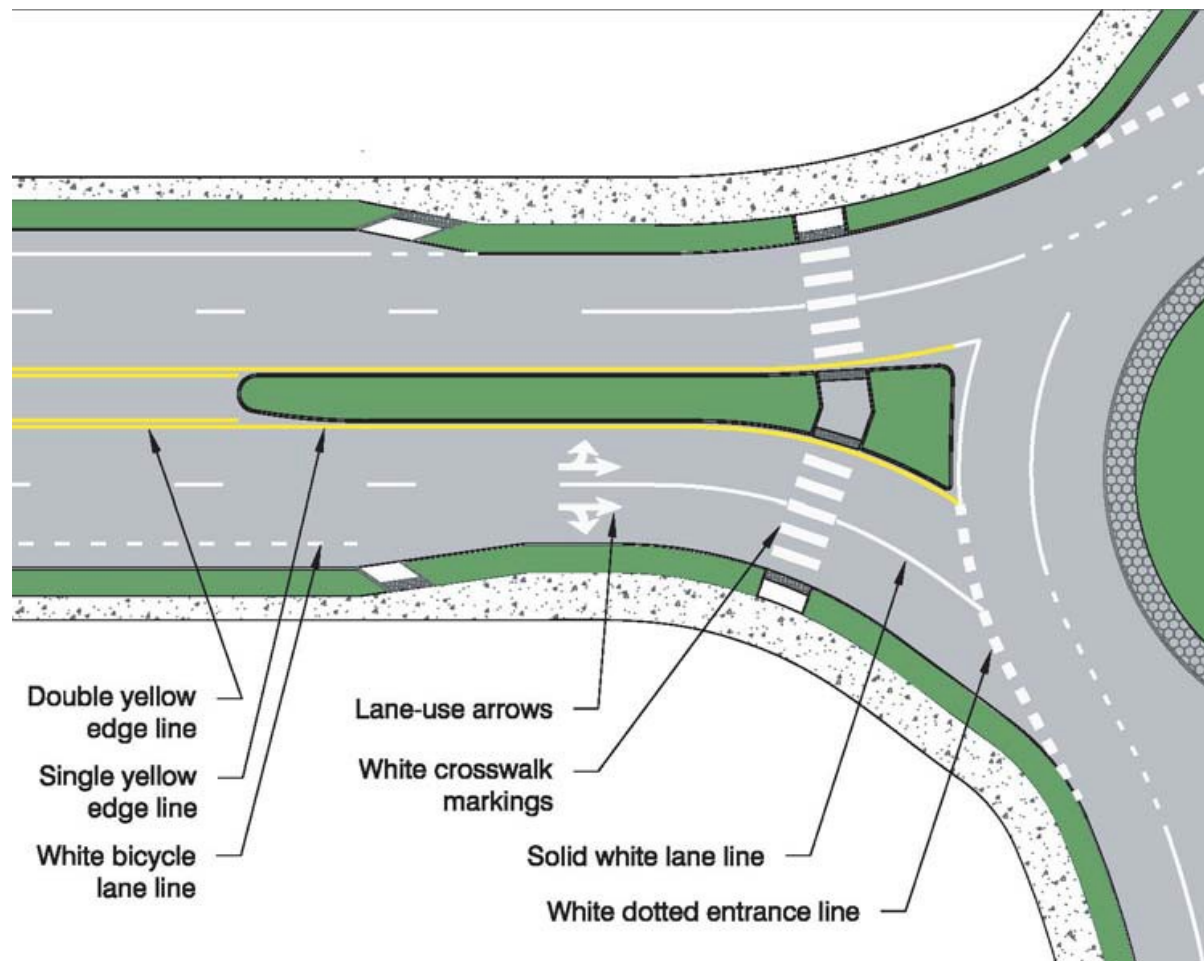 Double yellow
edge line
Single yellow
edge line
White bicycle
lane line
Lane-use arrows
White crosswalk
markings
Solid white lane line
White dotted entrance line